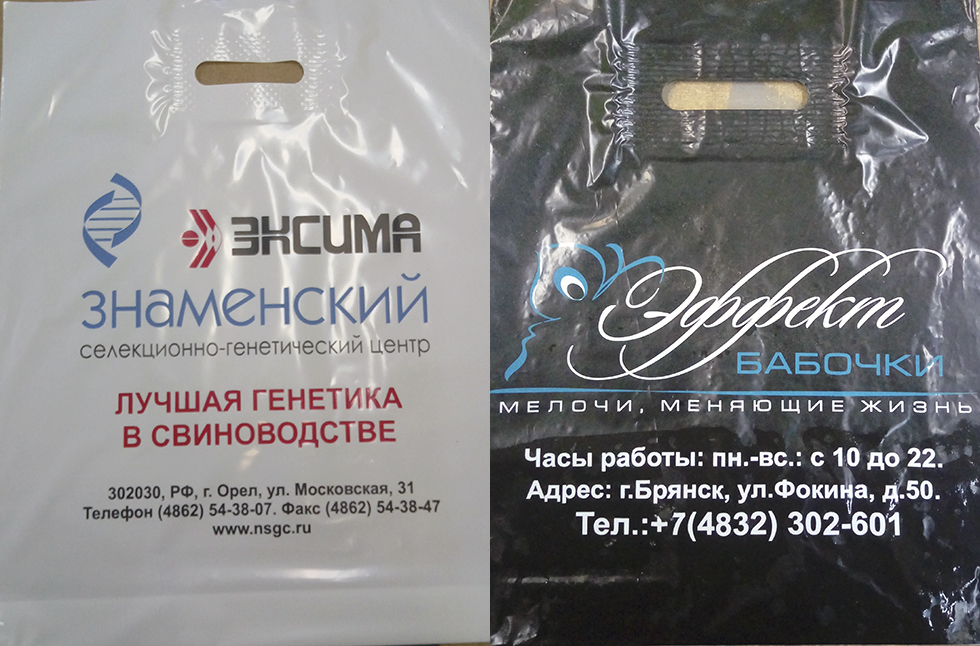 ЭКСИМА
ЗНАМЕНСКИЙ
селекционно-генетический центр
ЛУЧШАЯ ГЕНЕТИКА
В СВИНОВОДСТВЕ
302030, РФ, г. Орел, ул. Московская, 31
Телефон (4862) 54-38-07. Факс (4862) 54-38-47
www.nsgc.ru
Эффект
БАБОЧКИ
МЕЛОЧИ, МЕНЯЮЩИЕ ЖИЗНЬ
Часы работы: пн.-вс.: с 10 до 22.
Адрес: г.Брянск, ул.Фокина, д.50.
Тел.:+7(4832) 302-601